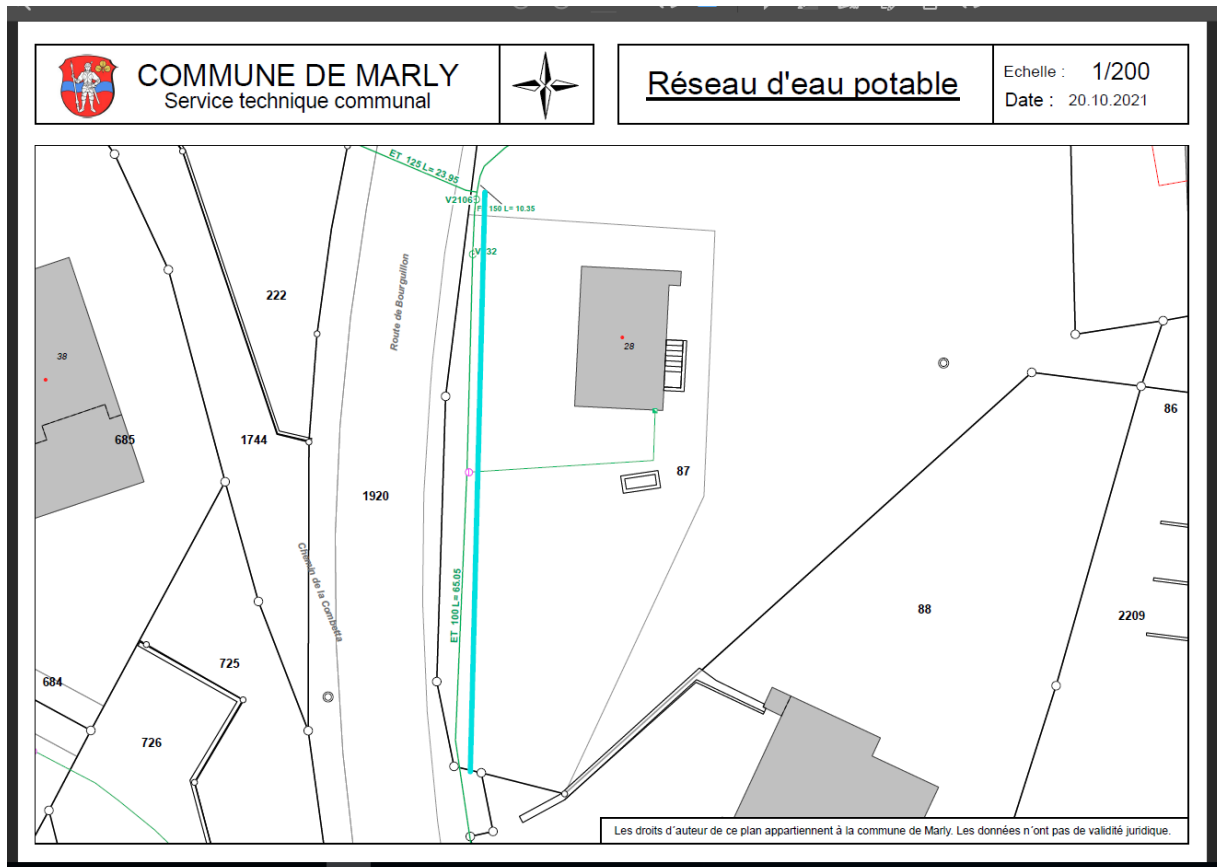 COMMUNE DE MARLY
Service technique communal
Réseau d'eau potable
Echelle : 1/200
Date : 20.10.2021
ET 125 L= 23.95
V2106
150 L= 10.35
32
222
Route de Bourguillon
38
28
685
1744
86
87
1920
Chemin de la Combetta
ET 100 L= 65.05
88
2209
725
684
726
Les droits d´auteur de ce plan appartiennent à la commune de Marly. Les données n´ont pas de validité juridique.